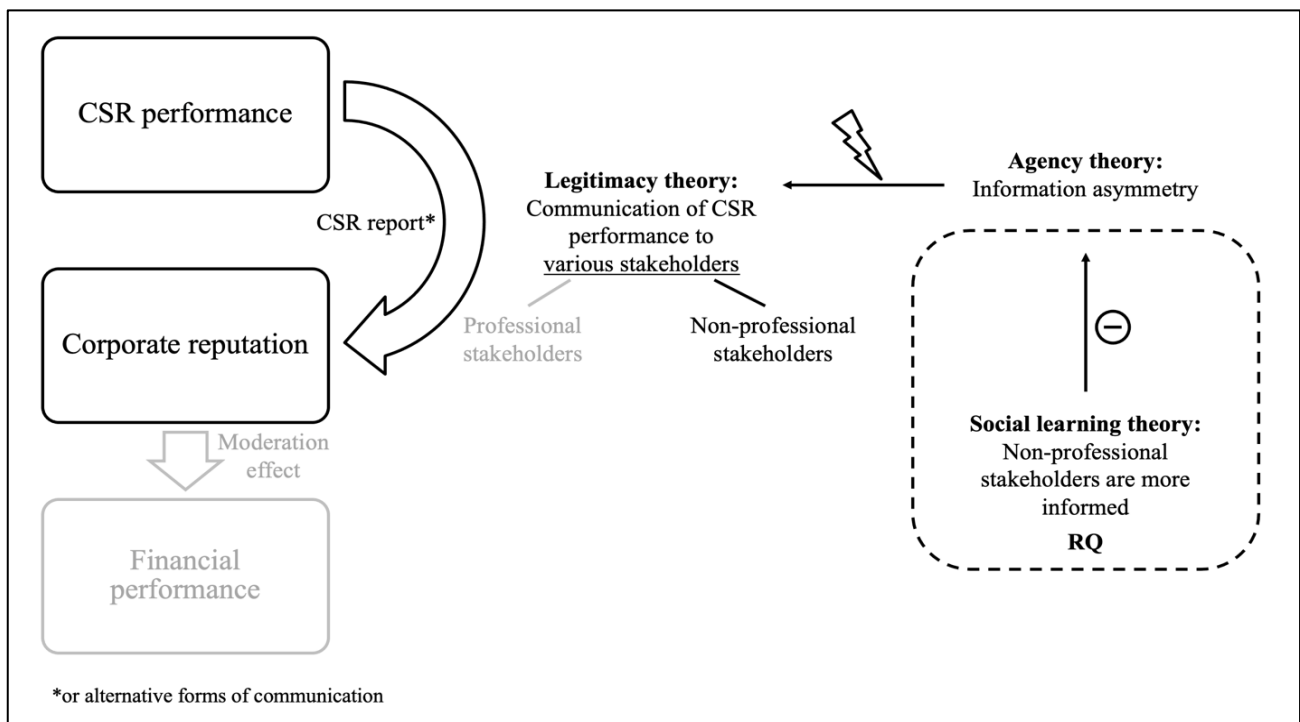 CSR performance
CSR report*
Corporate reputation
Moderation
effect
Financial
performance
*or alternative forms of communication
Legitimacy theory:
Communication of CSR
performance to
various stakeholders
Professional
stakeholders
Non-professional
stakeholders
Agency theory:
Information asymmetry
−
Social learning theory:
Non-professional
stakeholders are more
informed
RQ